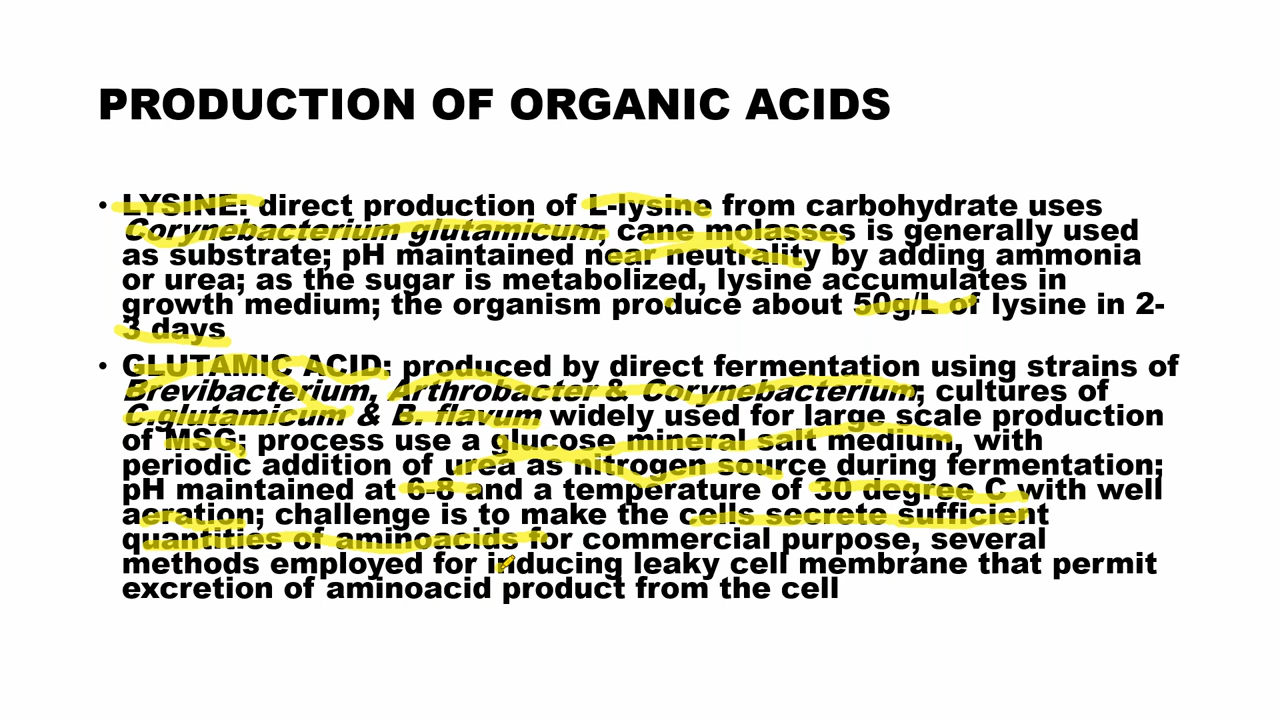 PRODUCTION OF ORGANIC ACIDS
• LYSINE: direct production of L-lysine from carbohydrate uses
Corynebacterium glutamicum; cane molasses is generally used
as substrate; pH maintained near neutrality by adding ammonia
or urea; as the sugar is metabolized, lysine accumulates in
growth medium; the organism produce about 50g/L of lysine in 2-
3 days
• GLUTAMIC ACID: produced by direct fermentation using strains of
Brevibacterium, Arthrobacter & Corynebacterium; cultures of
C.glutamicum & B. flavum widely used for large scale production
of MSG; process use a glucose mineral salt medium, with
periodic addition of urea as nitrogen source during fermentation;
pH maintained at 6-8 and a temperature of 30 degree C with well
aeration; challenge is to make the cells secrete sufficient
quantities of aminoacids for commercial purpose, several
methods employed for inducing leaky cell membrane that permit
excretion of aminoacid product from the cell